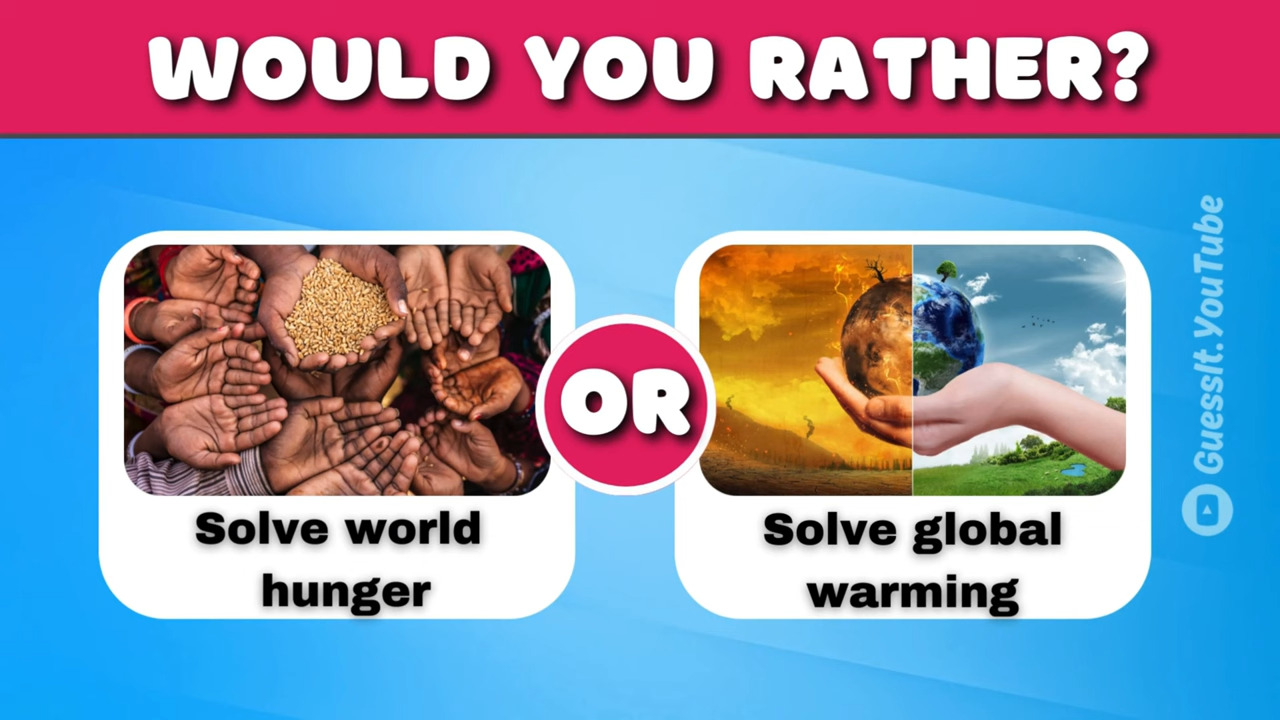 WOULD YOU RATHER?
Solve world
hunger
OR
Solve global
warming
GuessIt.YouTube